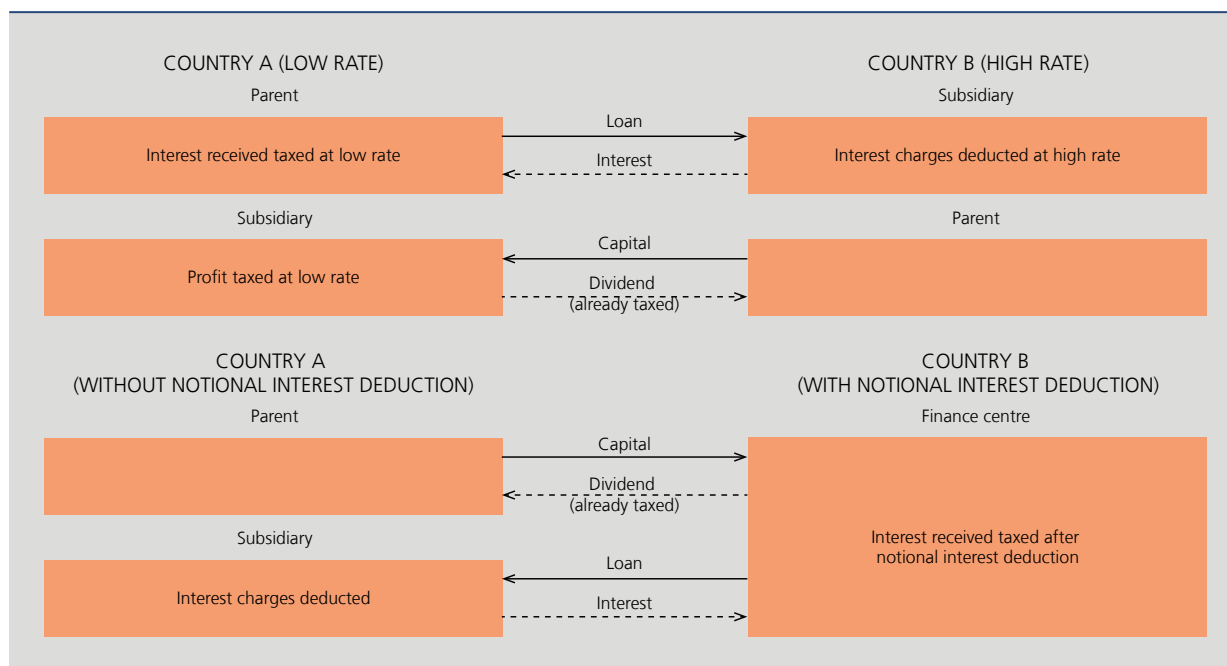 COUNTRY A (LOW RATE)
COUNTRY B (HIGH RATE)
Parent
Subsidiary
Loan
Interest received taxed at low rate
Interest charges deducted at high rate
Interest
Subsidiary
Parent
Capital
Profit taxed at low rate
Dividend
(already taxed)
COUNTRY A
(WITHOUT NOTIONAL INTEREST DEDUCTION)
COUNTRY B
(WITH NOTIONAL INTEREST DEDUCTION)
Parent
Finance centre
Capital
Dividend
(already taxed)
Interest received taxed after
notional interest deduction
Subsidiary
Loan
Interest charges deducted
Interest